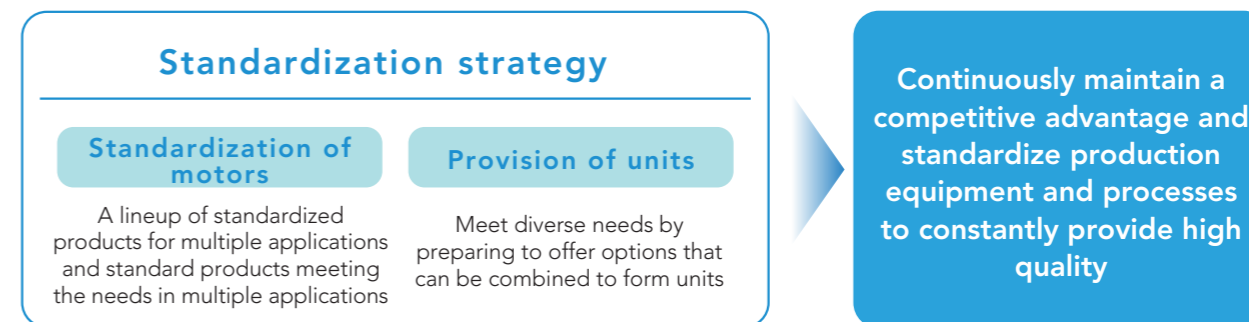 Standardization strategy
Standardization of
motors
A lineup of standardized
products for multiple applications
and standard products meeting
the needs in multiple applications
Provision of units
Meet diverse needs by
preparing to offer options that
can be combined to form units
Continuously maintain a
competitive advantage and
standardize production
equipment and processes
to constantly provide high
quality